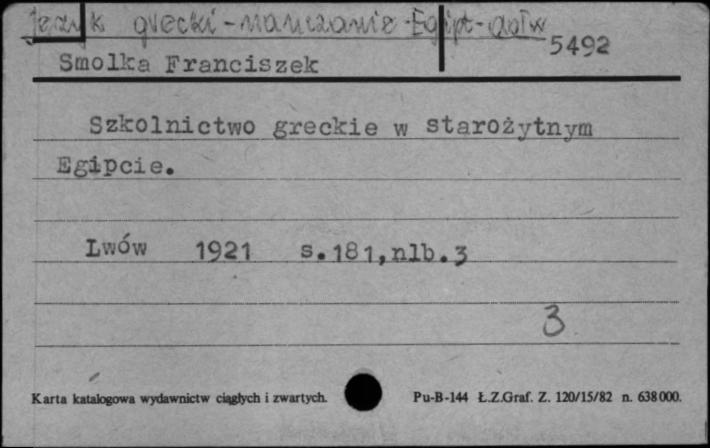 język grecki - nauczanie - Egipt -
5492
Smolka Franciszek
Szkolnictwo greckie w starożytnym
Egipcie.
Lwów 1921 s.181,nlb.3
3
Karta katalogowa wydawnictw ciągłych i zwartych. Pu-B-144 Ł.Z.Graf. Z. 120/15/82 n. 638000.